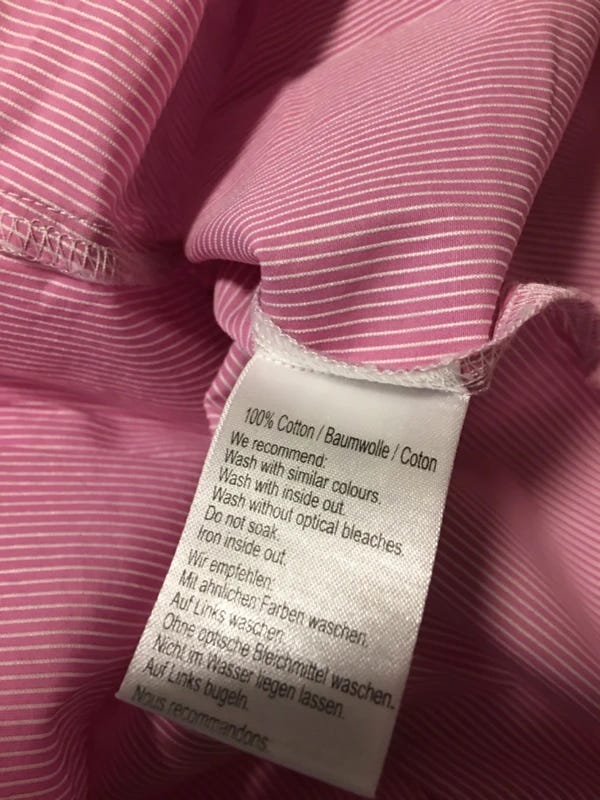 100% Cotton / Baumwolle / Coton
We recommend:
Wash with similar colours.
Wash with inside out.
Wash without optical bleaches.
Do not soak.
Iron inside out.
Wir empfehlen:
Mit ahnlichen Farben waschen.
Auf Links waschen.
Ohne optische Bleichmittel waschen.
Nicht im Wasser liegen lassen.
Auf Links bugeln.
Nous recommandons: